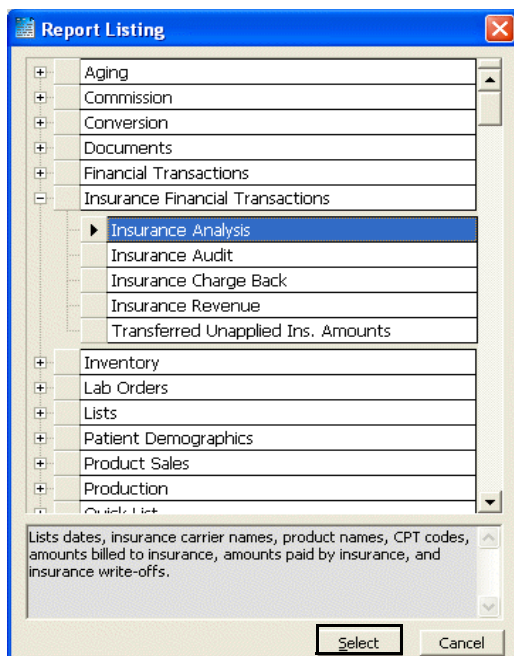 Report Listing
Aging
Commission
Conversion
Documents
Financial Transactions
Insurance Financial Transactions
Insurance Analysis
Insurance Audit
Insurance Charge Back
Insurance Revenue
Transferred Unapplied Ins. Amounts
Inventory
Lab Orders
Lists
Patient Demographics
Product Sales
Production
Quick List
Lists dates, insurance carrier names, product names, CPT codes,
amounts billed to insurance, amounts paid by insurance, and
insurance write-offs.
Select Cancel